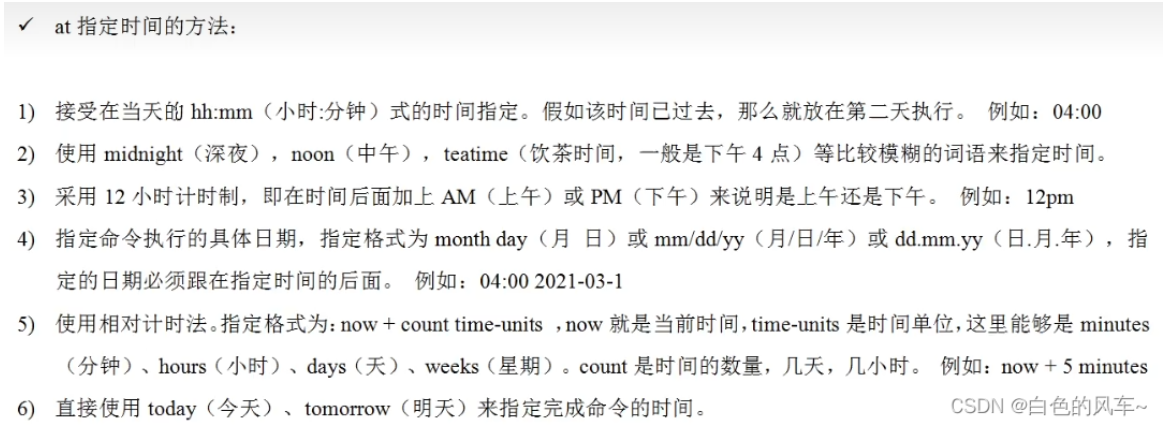 ✓ at 指定时间的方法：
1) 接受在当天的 hh:mm（小时:分钟）式的时间指定。假如该时间已过去，那么就放在第二天执行。 例如：04:00
2) 使用 midnight（深夜），noon（中午），teatime（饮茶时间，一般是下午 4 点）等比较模糊的词语来指定时间。
3) 采用 12 小时计时制，即在时间后面加上 AM（上午）或 PM（下午）来说明是上午还是下午。 例如：12pm
4) 指定命令执行的具体日期，指定格式为 month day（月 日）或 mm/dd/yy（月/日/年）或 dd.mm.yy（日.月.年），指
定的日期必须跟在指定时间的后面。 例如：04:00 2021-03-1
5) 使用相对计时法。指定格式为：now + count time-units ，now 就是当前时间，time-units 是时间单位，这里能够是 minutes
（分钟）、hours（小时）、days（天）、weeks（星期）。count 是时间的数量，几天，几小时。 例如：now + 5 minutes
6) 直接使用 today（今天）、tomorrow（明天）来指定完成命令的时间。
CSDN @白色的风车~